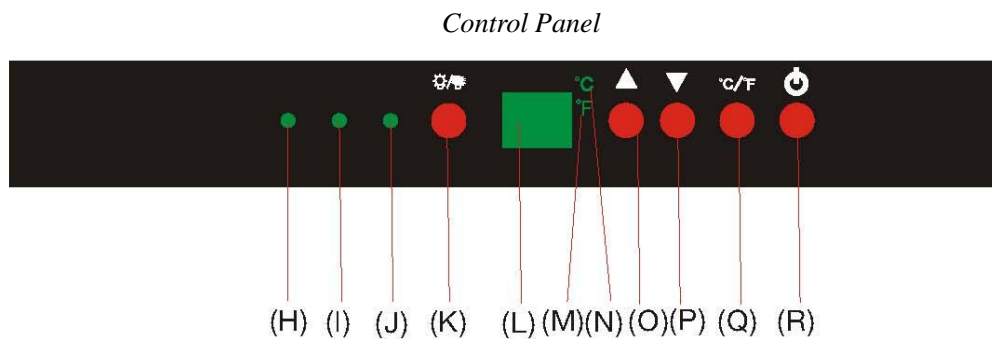 Control Panel
°C
°F
°C/°F
(H) (I) (J) (K) (L) (M)(N) (O)(P) (Q) (R)